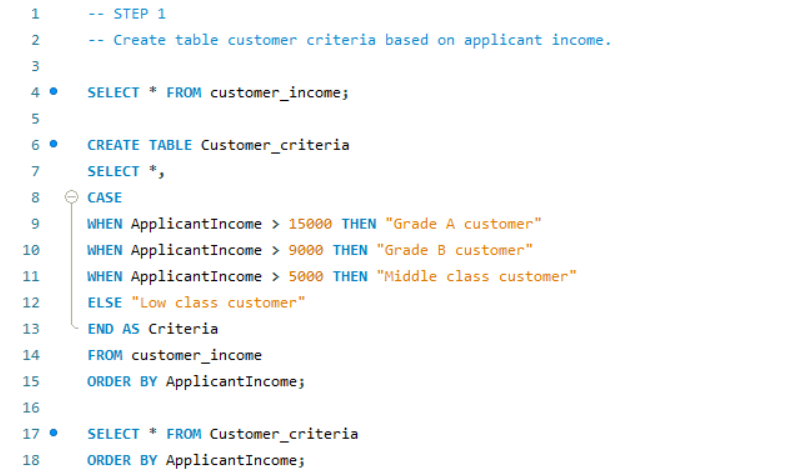 1 -- STEP 1
2 -- Create table customer criteria based on applicant income.
3
4 SELECT * FROM customer_income;
5
6 CREATE TABLE Customer_criteria
7 SELECT *,
8 CASE
9 WHEN ApplicantIncome > 15000 THEN "Grade A customer"
10 WHEN ApplicantIncome > 9000 THEN "Grade B customer"
11 WHEN ApplicantIncome > 5000 THEN "Middle class customer"
12 ELSE "Low class customer"
13 END AS Criteria
14 FROM customer_income
15 ORDER BY ApplicantIncome;
16
17 SELECT * FROM Customer_criteria
18 ORDER BY ApplicantIncome;